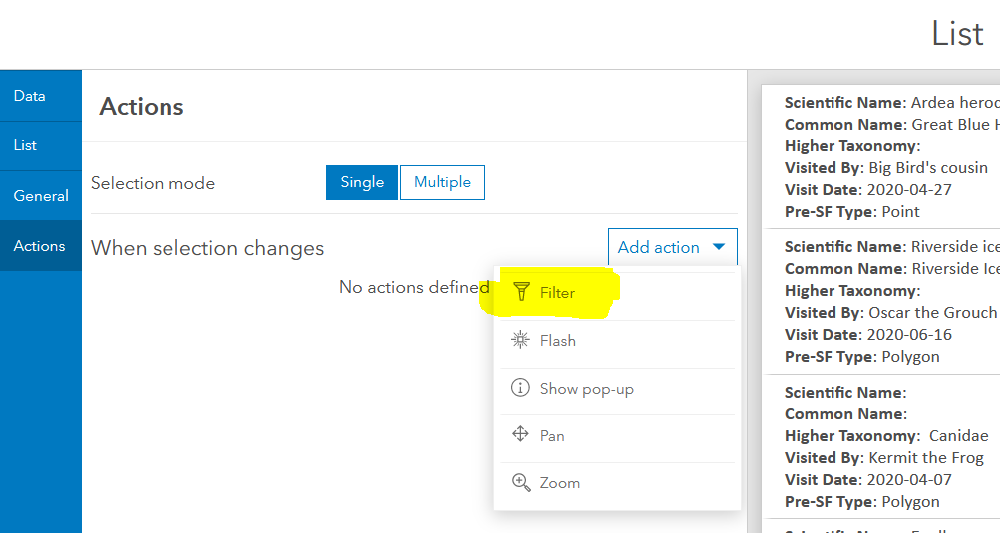 List
Data
List
General
Actions
Actions
Selection mode
Single
Multiple
When selection changes
Add action
No actions defined
Filter
Flash
Show pop-up
Pan
Zoom
Scientific Name: Ardea
Common Name: Great Blue
Higher Taxonomy:
Visited By: Big Bird's cousin
Visit Date: 2020-04-27
Pre-SF Type: Point
Scientific Name: Riverside
Common Name: Riverside
Higher Taxonomy:
Visited By: Oscar the Grouch
Visit Date: 2020-06-16
Pre-SF Type: Polygon
Scientific Name:
Common Name:
Higher Taxonomy: Canidae
Visited By: Kermit the Frog
Visit Date: 2020-04-07
Pre-SF Type: Polygon